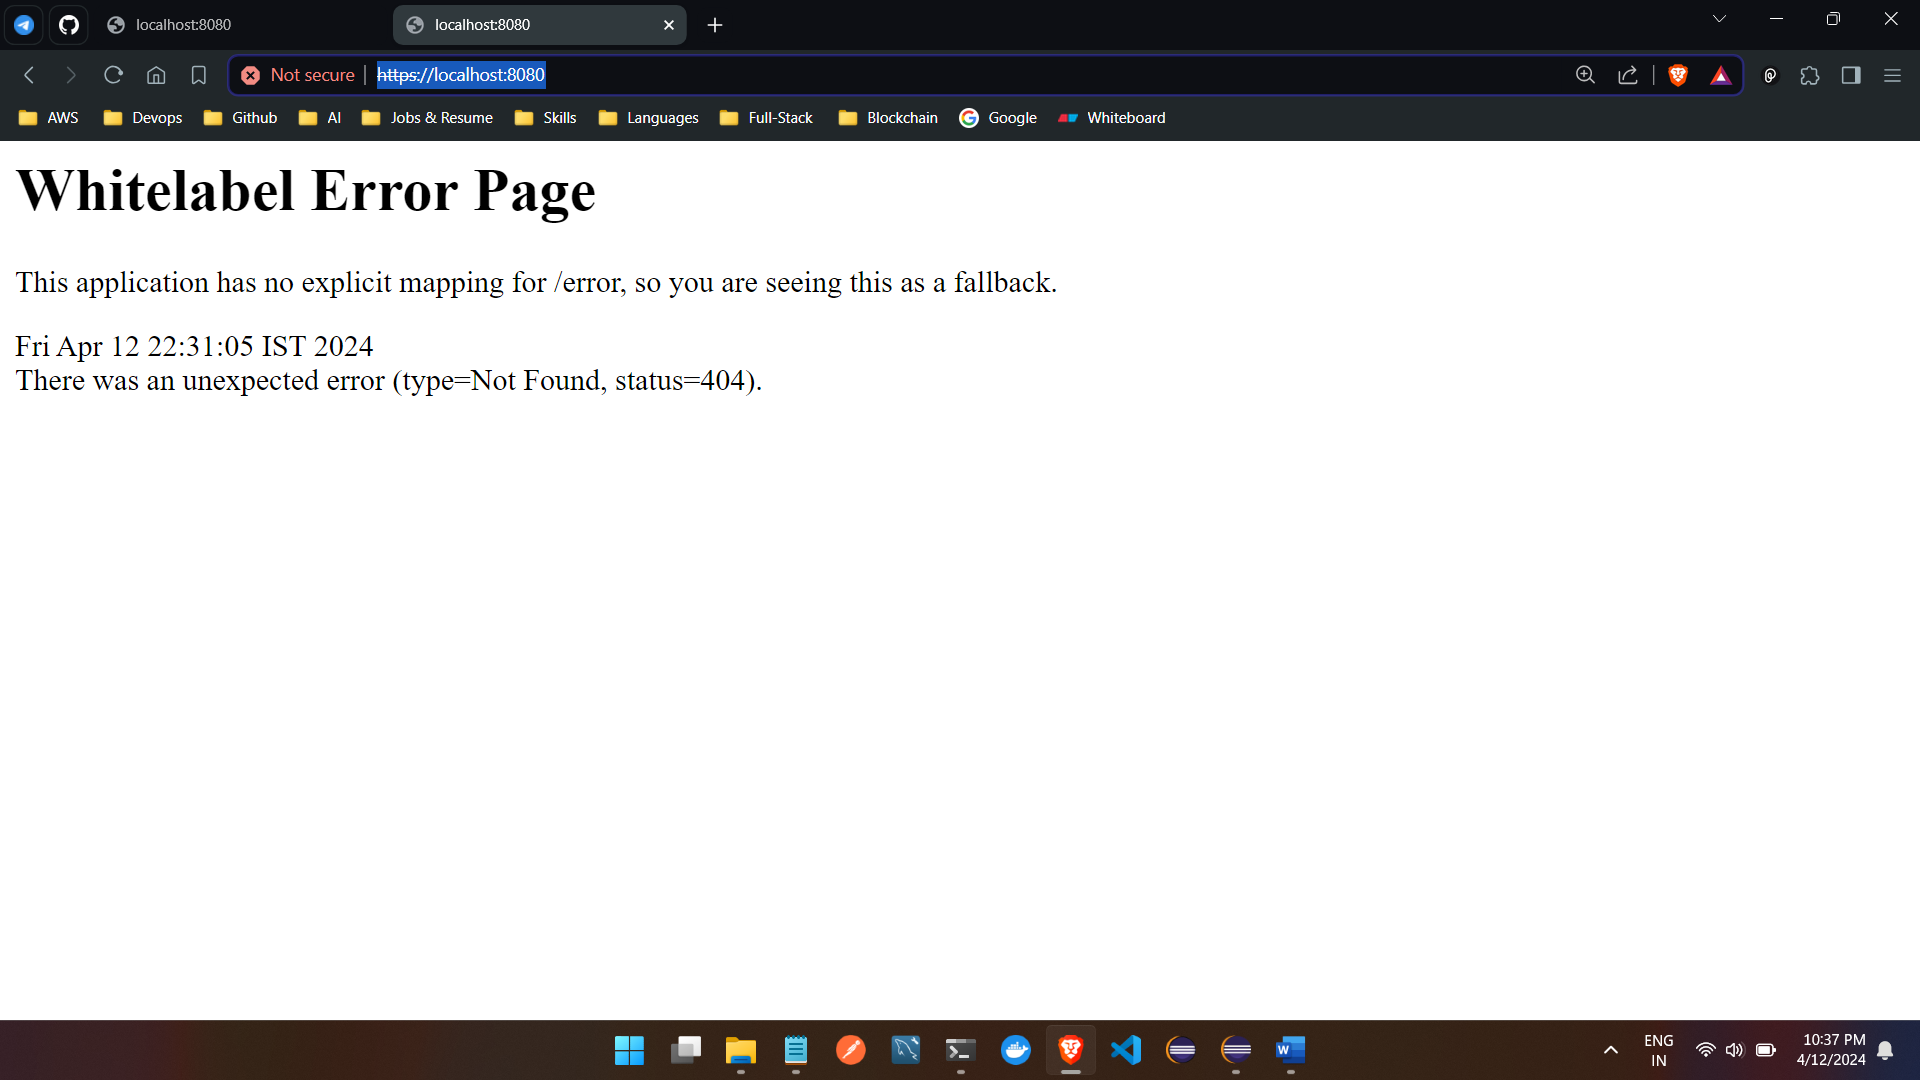 localhost:8080
localhost:8080
Not secure
https://localhost:8080
AWS
Devops
Github
AI
Jobs & Resume
Skills
Languages
Full-Stack
Blockchain
Google
Whiteboard
Whitelabel Error Page
This application has no explicit mapping for /error, so you are seeing this as a fallback.
Fri Apr 12 22:31:05 IST 2024
There was an unexpected error (type=Not Found, status=404).
ENG
IN
10:37 PM
4/12/2024